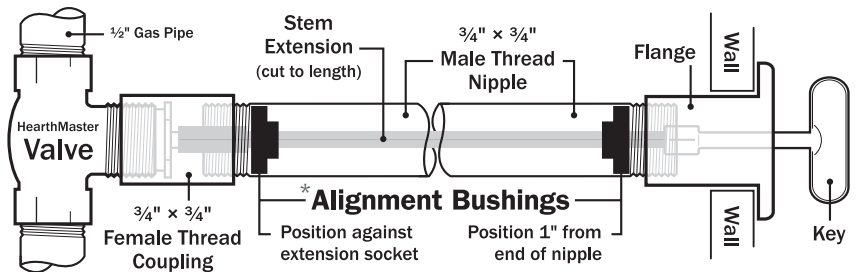 ½" Gas Pipe
HearthMaster
Valve
¾" × ¾"
Female Thread
Coupling
Stem
Extension
(cut to length)
¾" × ¾"
Male Thread
Nipple
*Alignment Bushings
Position against
extension socket
Position 1" from
end of nipple
Flange
Wall
Wall
Key